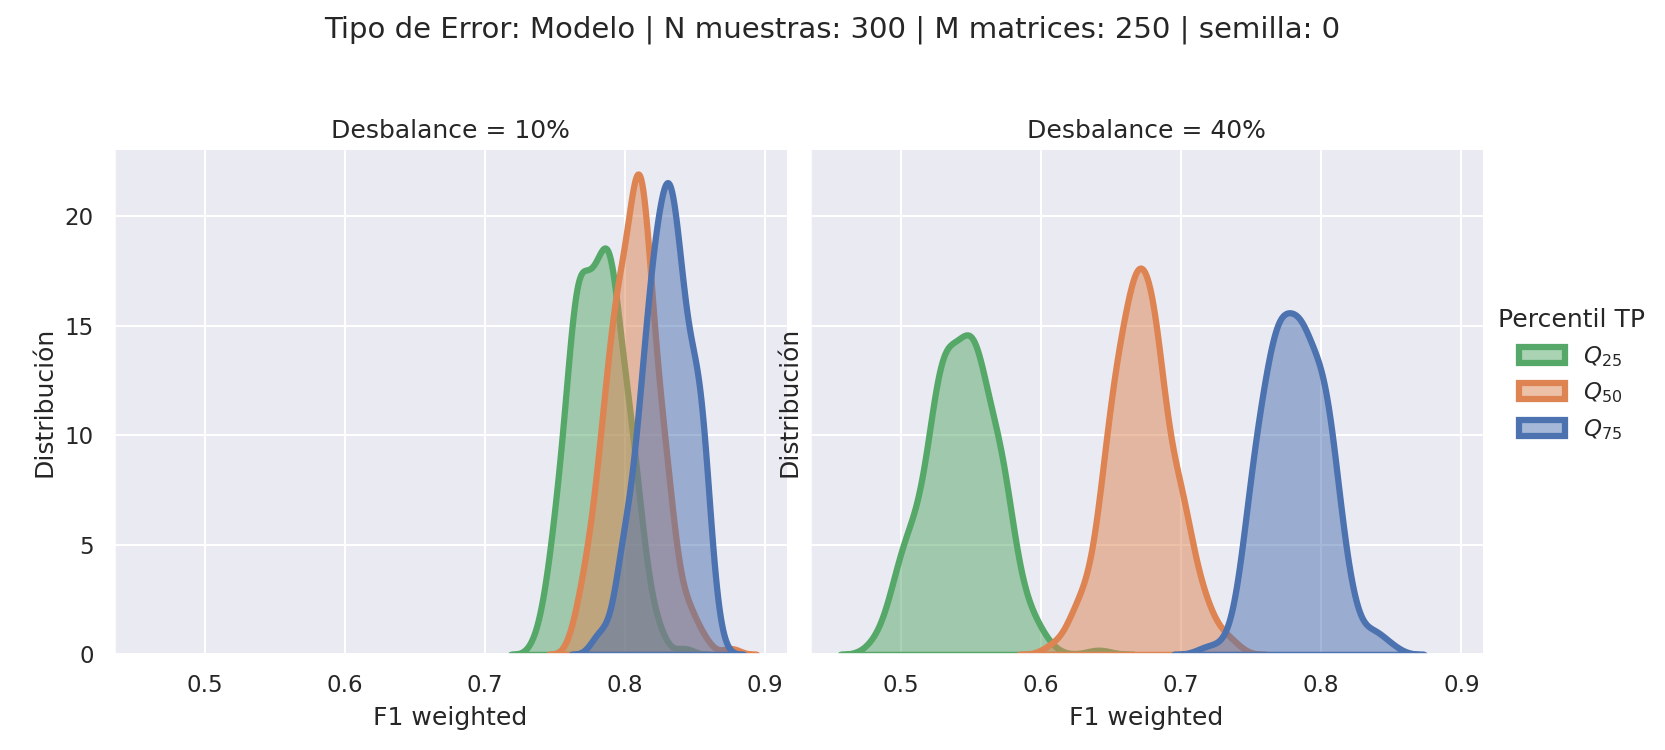 Tipo de Error: Modelo | N muestras: 300 | M matrices: 250 | semilla: 0
Desbalance = 10%
Distribución
20
15
10
5
0
0.5 0.6 0.7 0.8 0.9
F1 weighted
Desbalance = 40%
Distribución
0.5 0.6 0.7 0.8 0.9
F1 weighted
Percentil TP
Q25
Q50
Q75